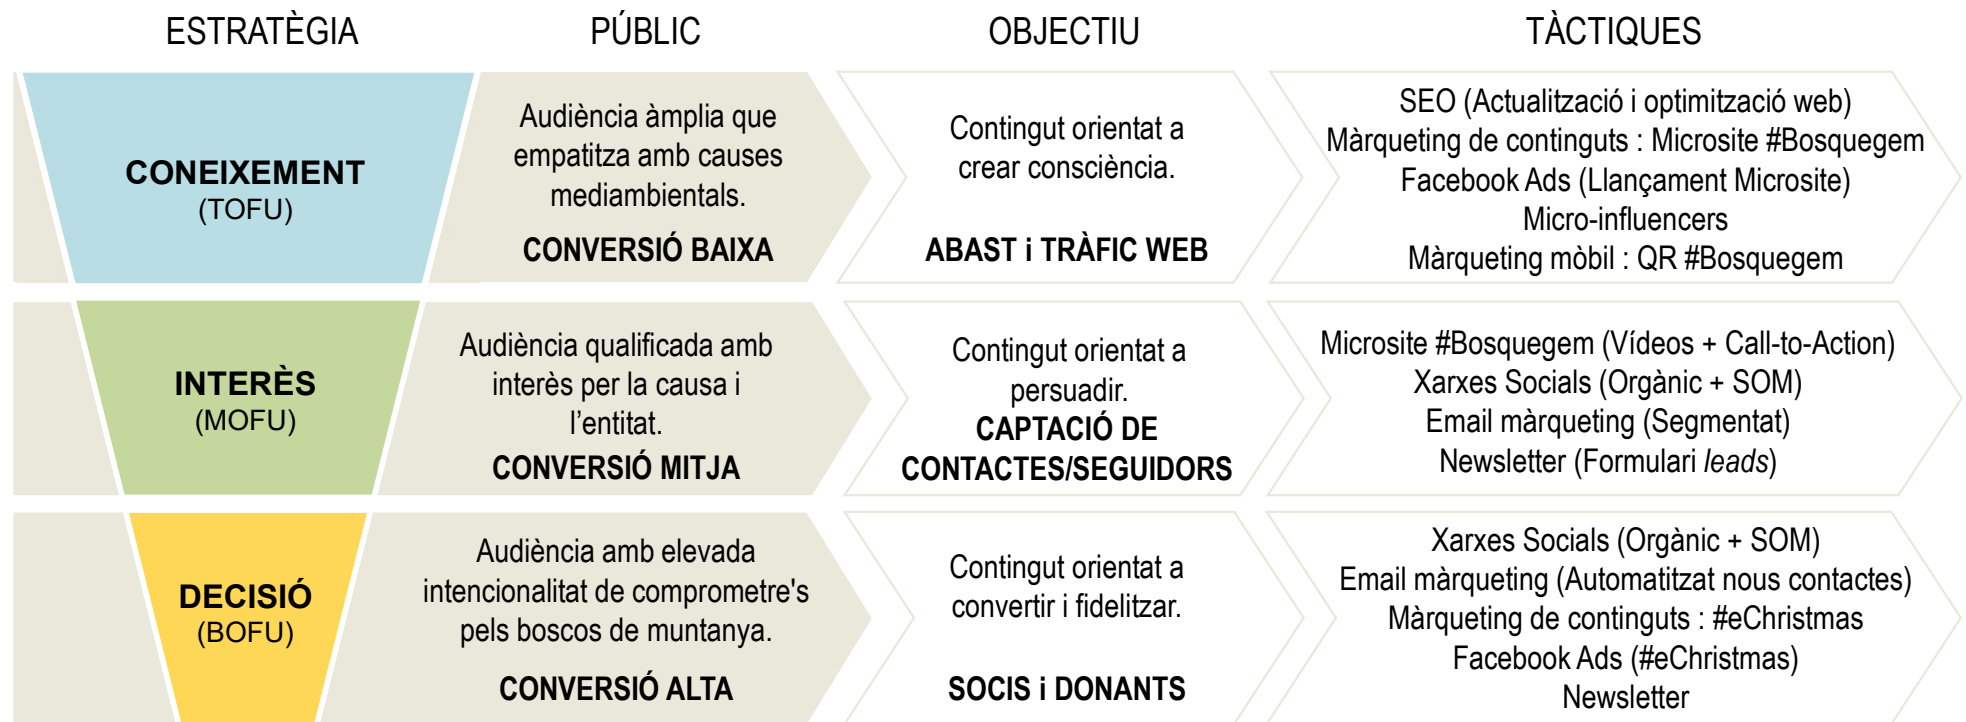 ESTRATÈGIA
PÚBLIC
OBJECTIU
TÀCTIQUES
CONEIXEMENT
(TOFU)
Audiència àmplia que
empatitza amb causes
mediambientals.
CONVERSIÓ BAIXA
Contingut orientat a
crear consciència.
ABAST i TRÀFIC WEB
SEO (Actualització i optimització web)
Màrqueting de continguts : Microsite #Bosquegem
Facebook Ads (Llançament Microsite)
Micro-influencers
Màrqueting mòbil : QR #Bosquegem
INTERÈS
(MOFU)
Audiència qualificada amb
interès per la causa i
l’entitat.
CONVERSIÓ MITJA
Contingut orientat a
persuadir.
CAPTACIÓ DE
CONTACTES/SEGUIDORS
Microsite #Bosquegem (Vídeos + Call-to-Action)
Xarxes Socials (Orgànic + SOM)
Email màrqueting (Segmentat)
Newsletter (Formulari leads)
DECISIÓ
(BOFU)
Audiència amb elevada
intencionalitat de comprometre's
pels boscos de muntanya.
CONVERSIÓ ALTA
Contingut orientat a
convertir i fidelitzar.
SOCIS i DONANTS
Xarxes Socials (Orgànic + SOM)
Email màrqueting (Automatitzat nous contactes)
Màrqueting de continguts : #eChristmas
Facebook Ads (#eChristmas)
Newsletter